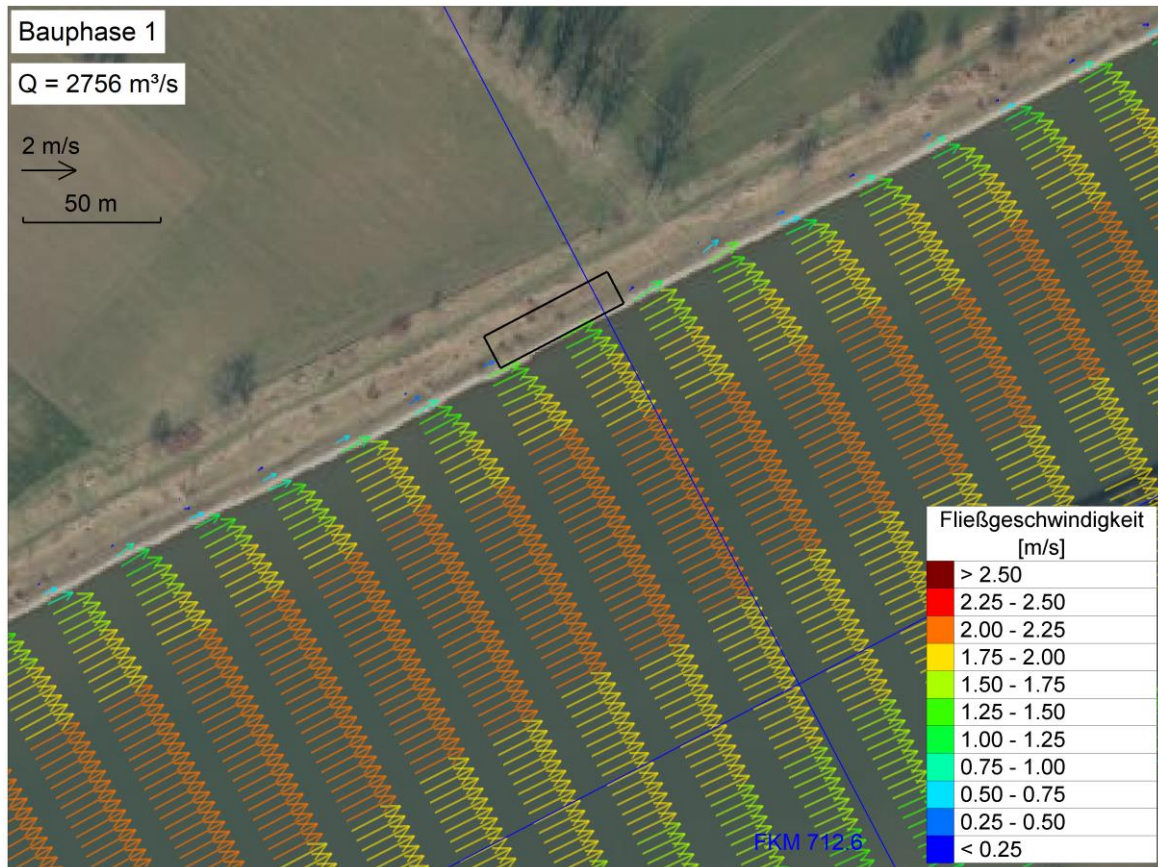 Bauphase 1
Q = 2756 m³/s
2 m/s
50 m
Fließgeschwindigkeit
[m/s]
> 2.50
2.25 - 2.50
2.00 - 2.25
1.75 - 2.00
1.50 - 1.75
1.25 - 1.50
1.00 - 1.25
0.75 - 1.00
0.50 - 0.75
0.25 - 0.50
< 0.25
FKM 712.6